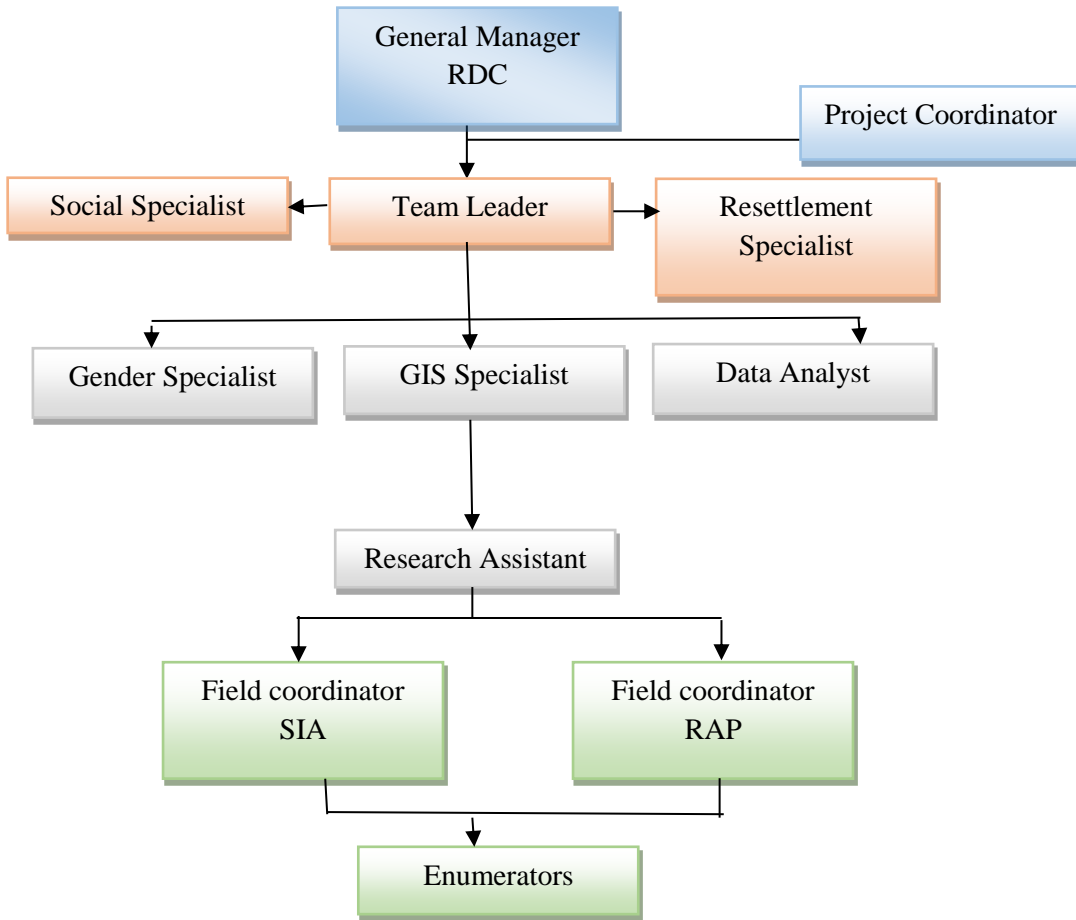 General Manager
RDC
Project Coordinator
Social Specialist
Team Leader
Resettlement
Specialist
Gender Specialist
GIS Specialist
Data Analyst
Research Assistant
Field coordinator
SIA
Field coordinator
RAP
Enumerators